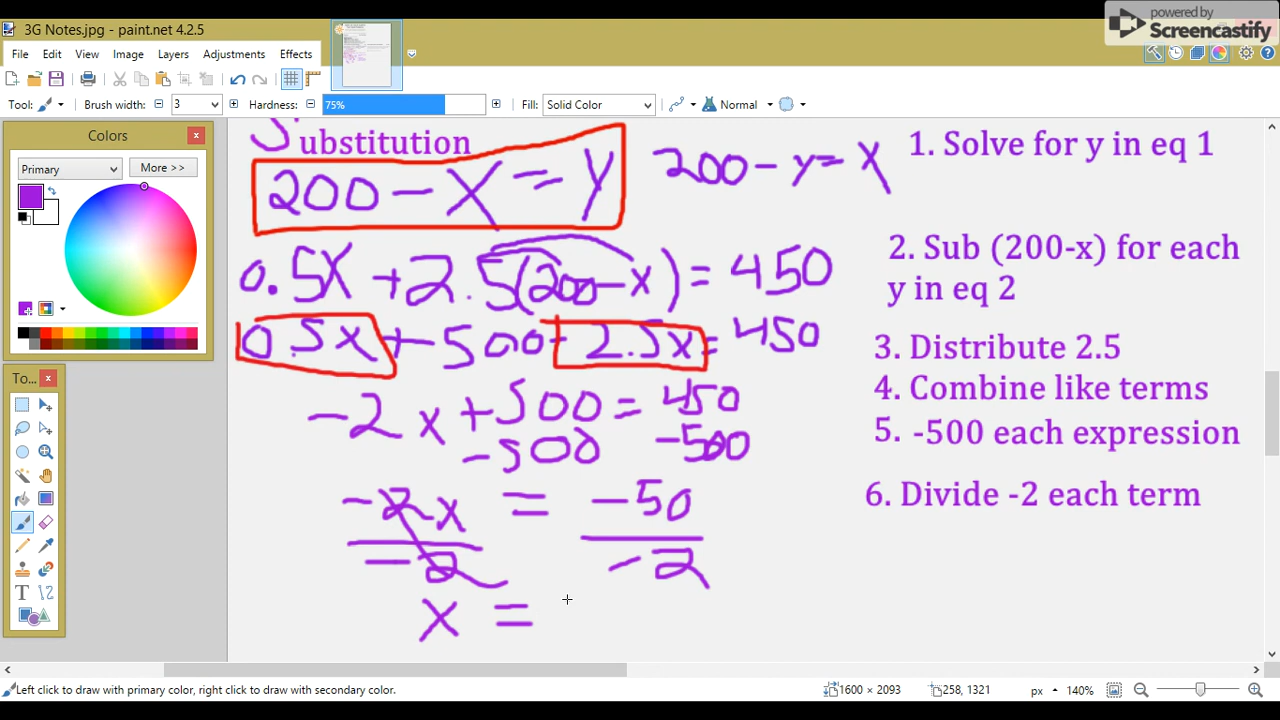 powered by
Screencastify
3G Notes.jpg - paint.net 4.2.5
File Edit View Image Layers Adjustments Effects
Tool: Brush width: 3 Hardness: 75% Fill: Solid Color Normal
Colors
Primary More >>
To...
Substitution
200 - X = Y
200 - y = X
1. Solve for y in eq 1
0.5X + 2.5(200 - x) = 450
2. Sub (200-x) for each
y in eq 2
0.5x + 500 - 2.5x = 450
3. Distribute 2.5
-2x + 500 = 450
4. Combine like terms
-500 -500
5. -500 each expression
-2x = -50
6. Divide -2 each term
-2 -2
x =
Left click to draw with primary color, right click to draw with secondary color.
1600 × 2093
258, 1321
px
140%